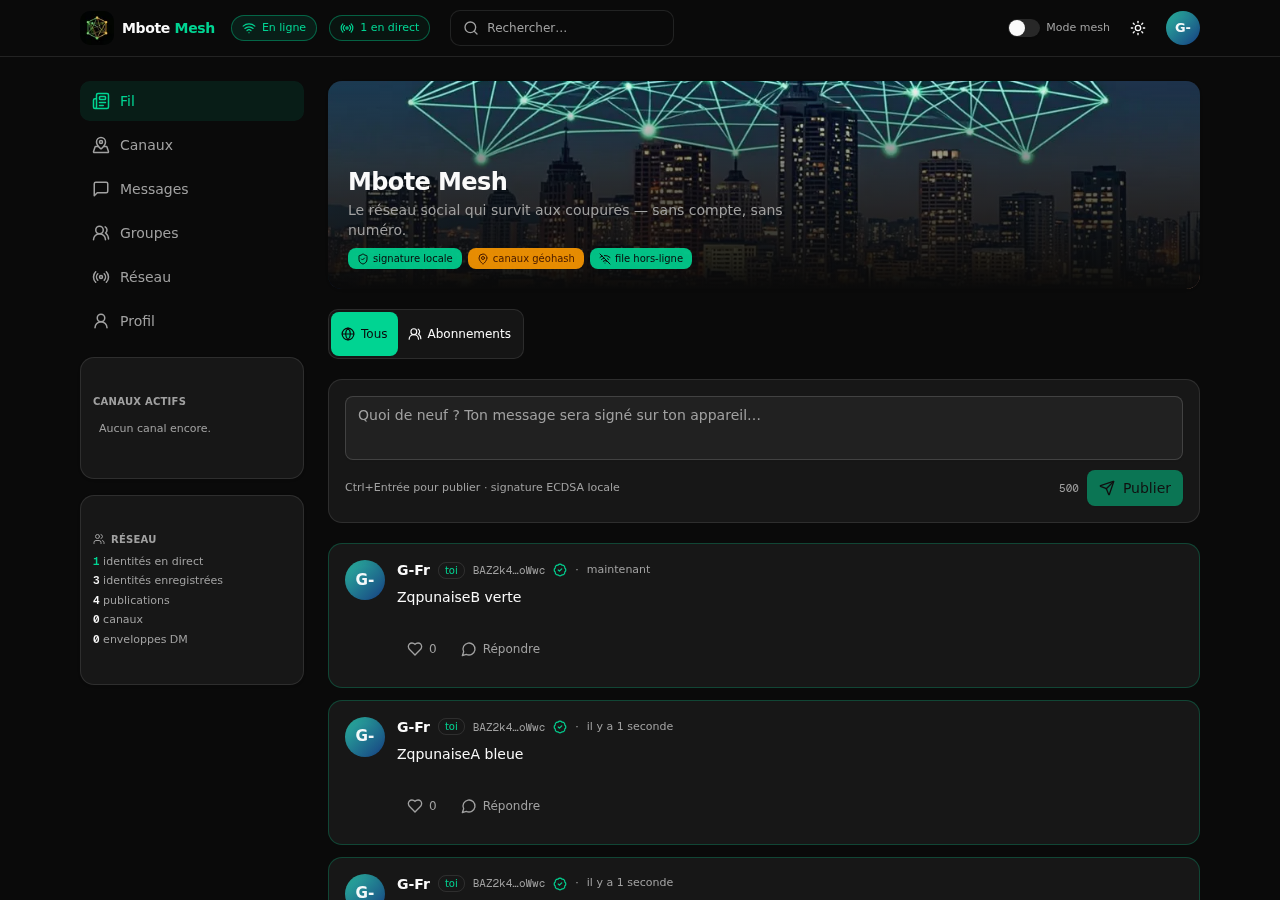 Mbote Mesh
En ligne
1 en direct
Rechercher…
Mode mesh
G-
Fil
Canaux
Messages
Groupes
Réseau
Profil
CANAUX ACTIFS
Aucun canal encore.
RÉSEAU
1 identités en direct
3 identités enregistrées
4 publications
0 canaux
0 enveloppes DM
Mbote Mesh
Le réseau social qui survit aux coupures — sans compte, sans
numéro.
signature locale
canaux géohash
file hors-ligne
Tous
Abonnements
Quoi de neuf ? Ton message sera signé sur ton appareil…
Ctrl+Entrée pour publier · signature ECDSA locale
500
Publier
G-
G-Fr toi BAZ2k4…oWwc · maintenant
ZqpunaiseB verte
0 Répondre
G-
G-Fr toi BAZ2k4…oWwc · il y a 1 seconde
ZqpunaiseA bleue
0 Répondre
G-
G-Fr toi BAZ2k4…oWwc · il y a 1 seconde